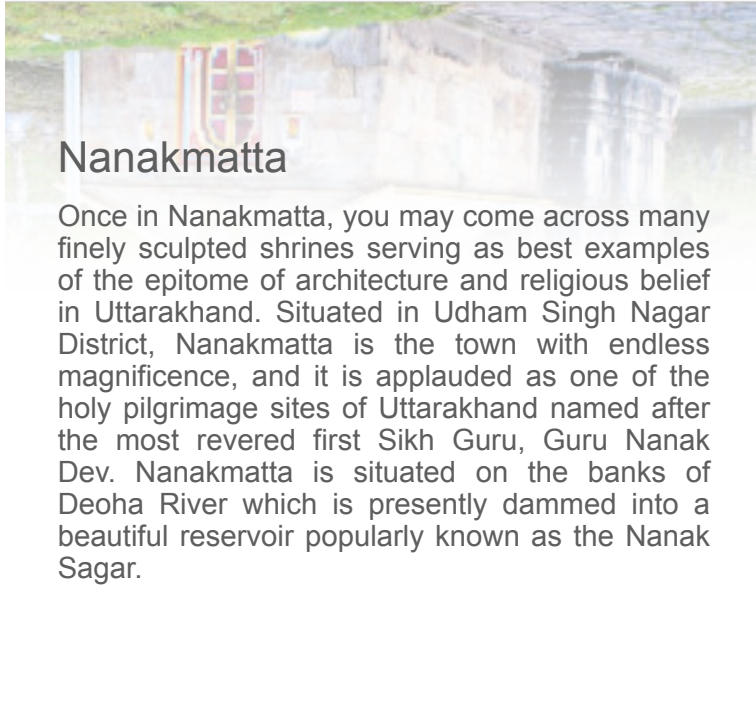 Nanakmatta
Once in Nanakmatta, you may come across many
finely sculpted shrines serving as best examples
of the epitome of architecture and religious belief
in Uttarakhand. Situated in Udham Singh Nagar
District, Nanakmatta is the town with endless
magnificence, and it is applauded as one of the
holy pilgrimage sites of Uttarakhand named after
the most revered first Sikh Guru, Guru Nanak
Dev. Nanakmatta is situated on the banks of
Deoha River which is presently dammed into a
beautiful reservoir popularly known as the Nanak
Sagar.